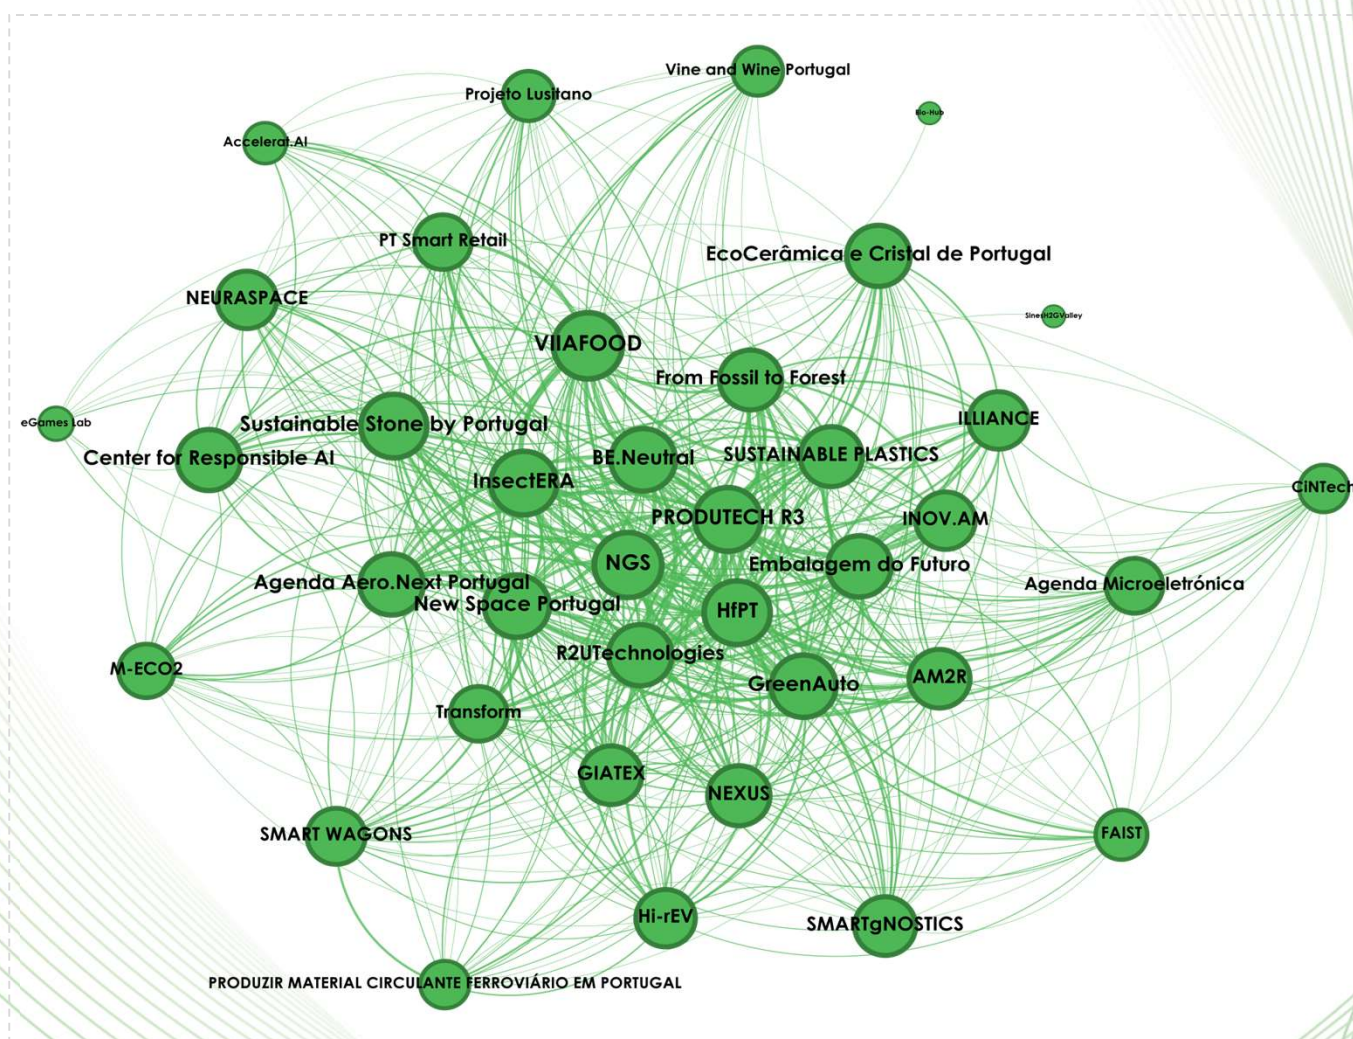 Vine and Wine Portugal
Projeto Lusitano
Bio-Hub
Accelerat.AI
PT Smart Retail
EcoCerâmica e Cristal de Portugal
NEURASPACE
SinesH2GValley
VIIAFOOD
From Fossil to Forest
eGames Lab
Sustainable Stone by Portugal
ILLIANCE
Center for Responsible AI
BE.Neutral
SUSTAINABLE PLASTICS
InsectERA
CiNTech
PRODUTECH R3
INOV.AM
NGS
Embalagem do Futuro
Agenda Aero.Next Portugal
Agenda Microeletrónica
New Space Portugal
HfPT
R2UTechnologies
M-ECO2
GreenAuto
AM2R
Transform
GIATEX
NEXUS
SMART WAGONS
FAIST
Hi-rEV
SMARTgNOSTICS
PRODUZIR MATERIAL CIRCULANTE FERROVIÁRIO EM PORTUGAL